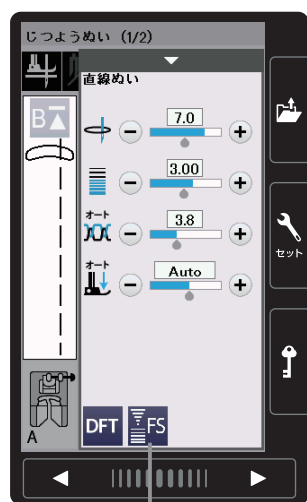 じつようぬい (1/2)
直線ぬい
B
7.0
3.00
オート
3.8
オート
Auto
セット
A
DFT
FS